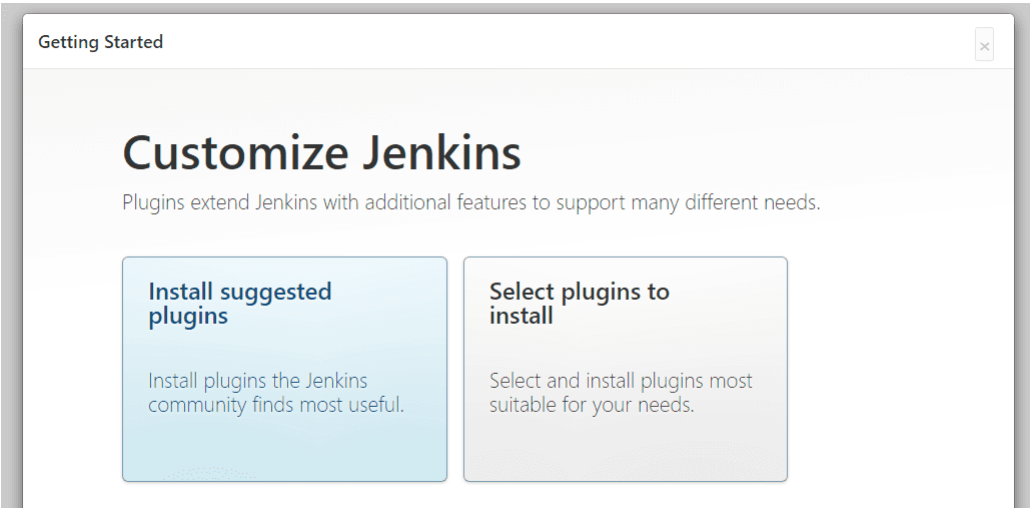 Getting Started
×
Customize Jenkins
Plugins extend Jenkins with additional features to support many different needs.
Install suggested
plugins
Install plugins the Jenkins
community finds most useful.
Select plugins to
install
Select and install plugins most
suitable for your needs.